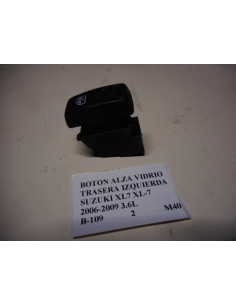 BOTON ALZA VIDRIO
TRASERA IZQUIERDA
SUZUKI XL7 XL-7
2006-2009 3.6L
B-109 2 M40